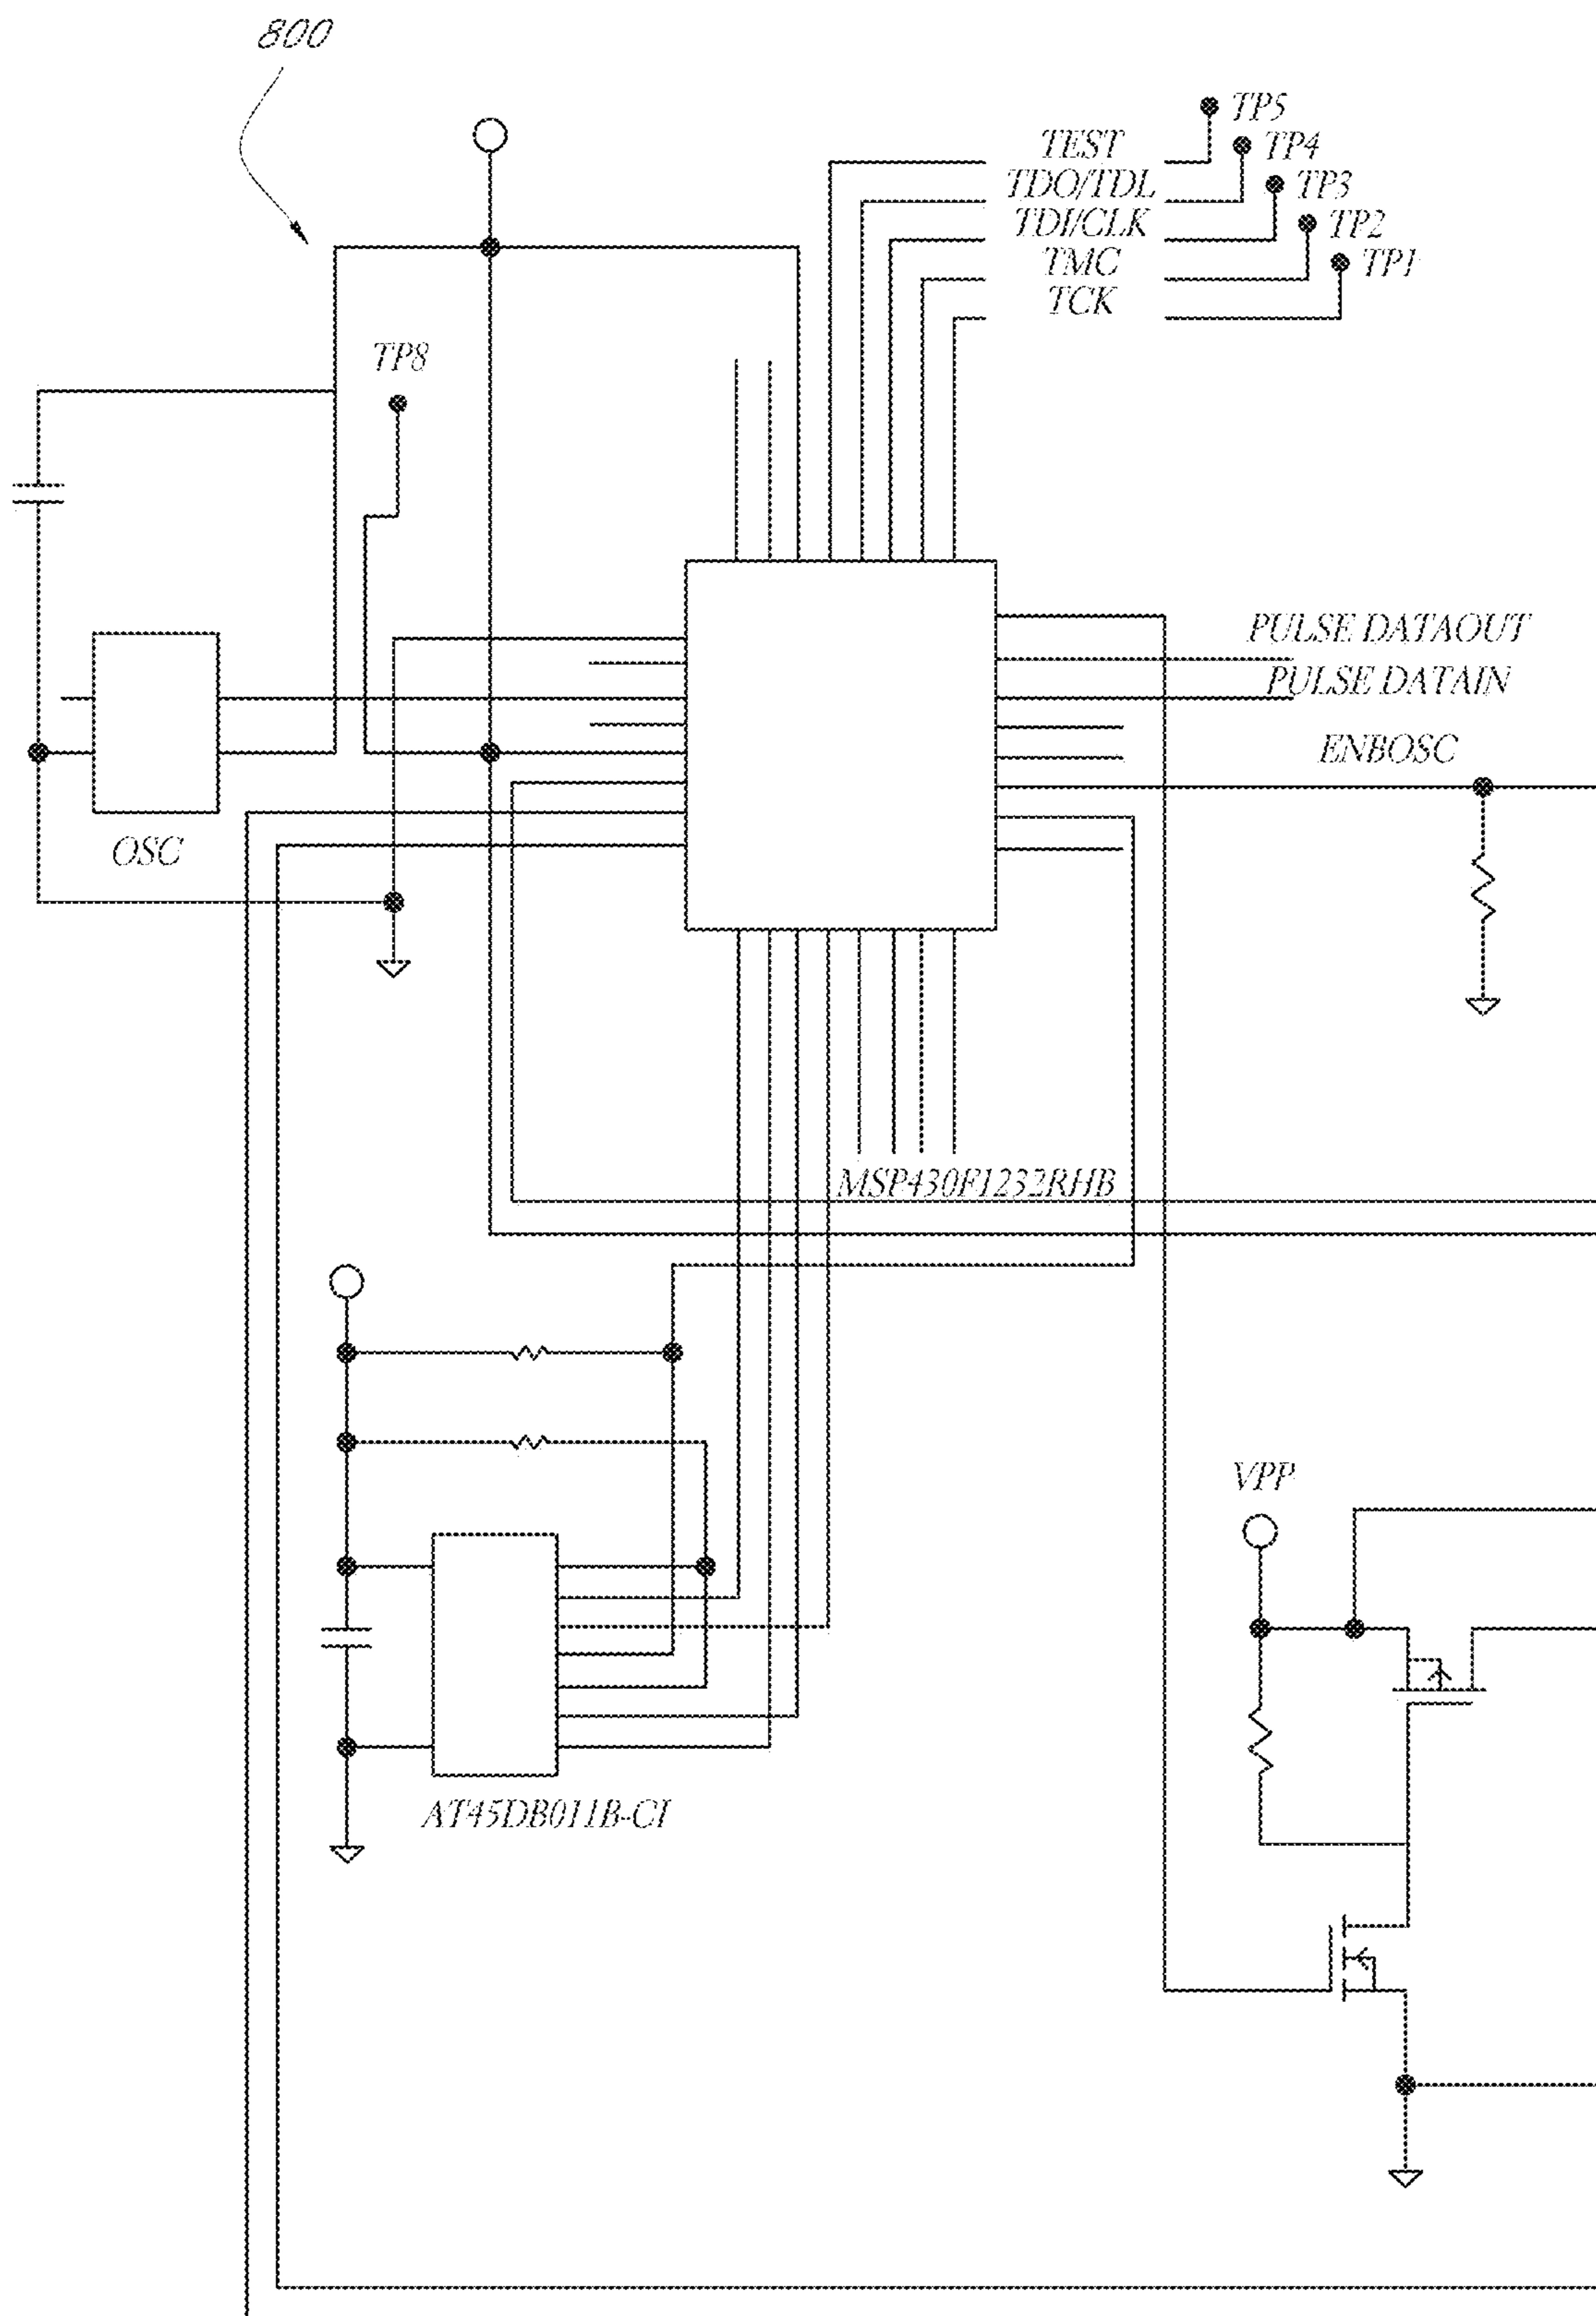 800
TEST
TP5
TDO/TDL
TP4
TDI/CLK
TP3
TMC
TP2
TCK
TP1
TP8
PULSE DATAOUT
PULSE DATAIN
ENBOSC
OSC
MSP430F1232RHB
VPP
AT45DB011B-CI